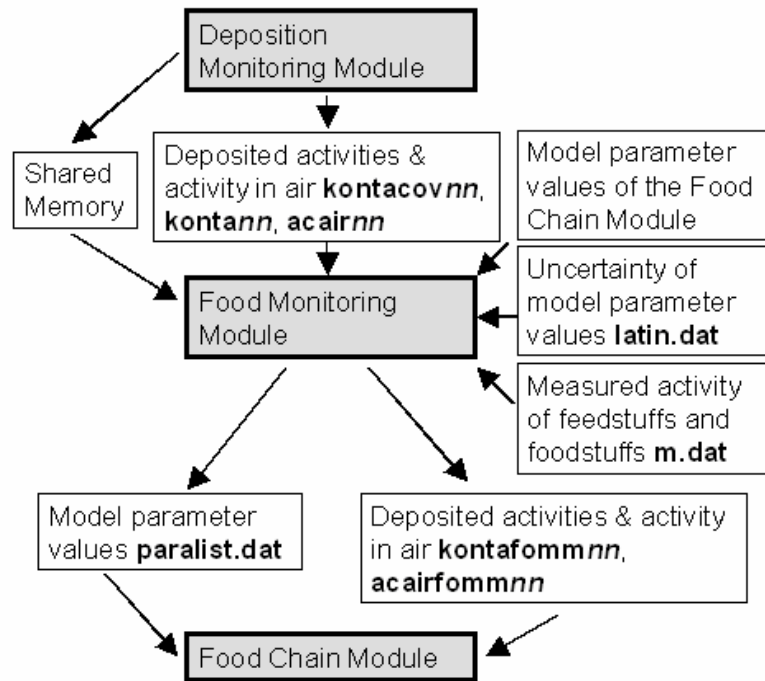 Deposition
Monitoring Module
Shared
Memory
Deposited activities &
activity in air kontacovnn,
kontann, acairnn
Model parameter
values of the Food
Chain Module
Food Monitoring
Module
Uncertainty of
model parameter
values latin.dat
Measured activity
of feedstuffs and
foodstuffs m.dat
Model parameter
values paralist.dat
Deposited activities & activity
in air kontafommnn,
acairfommnn
Food Chain Module